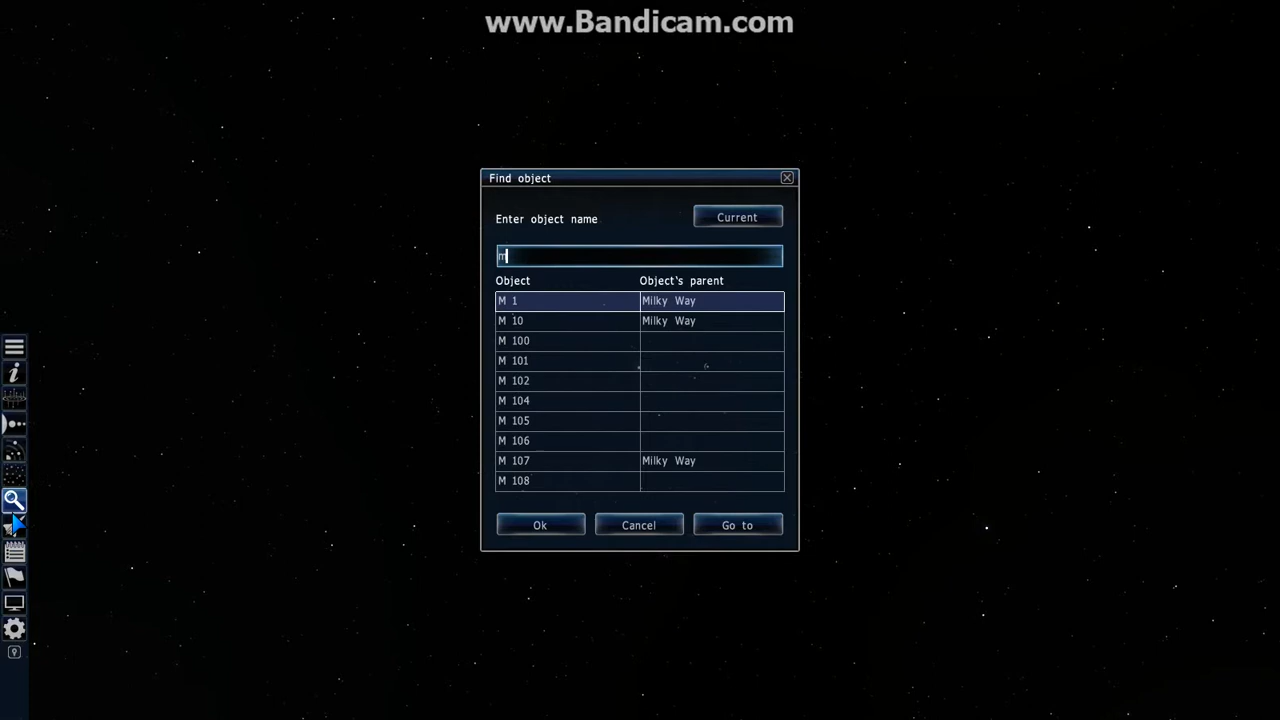 www.Bandicam.com
Find object
Enter object name
Current
m
Object Object's parent
M 1 Milky Way
M 10 Milky Way
M 100
M 101
M 102
M 104
M 105
M 106
M 107 Milky Way
M 108
Ok Cancel Go to